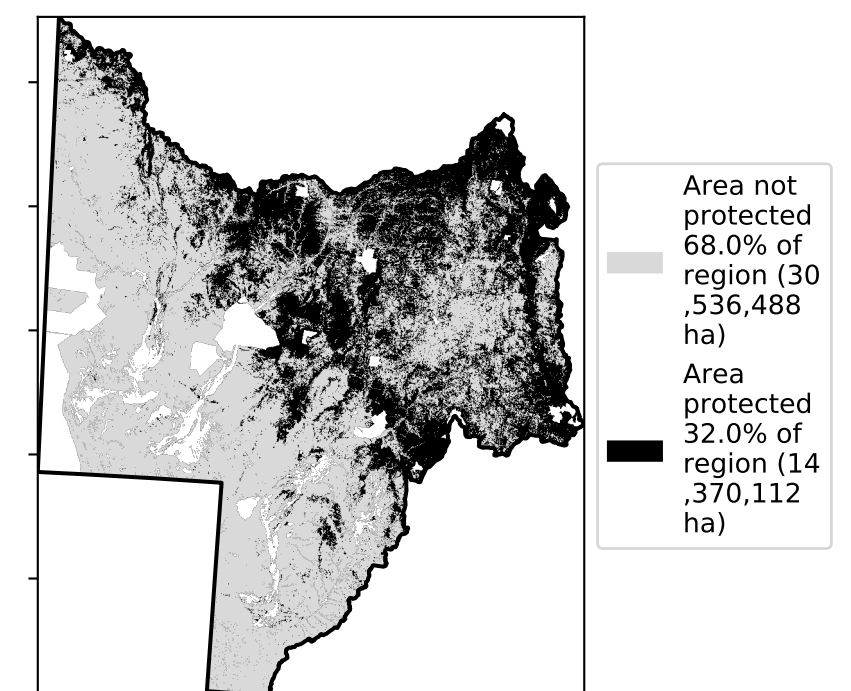 Area not
protected
68.0% of
region (30
,536,488
ha)
Area
protected
32.0% of
region (14
,370,112
ha)